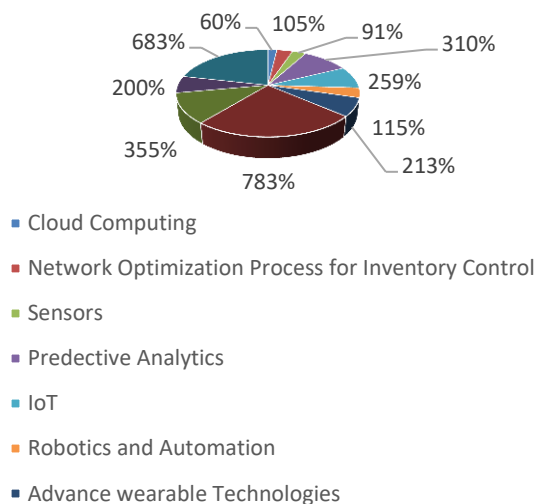 60%
105%
91%
310%
259%
115%
213%
783%
355%
200%
683%
Cloud Computing
Network Optimization Process for Inventory Control
Sensors
Predective Analytics
IoT
Robotics and Automation
Advance wearable Technologies